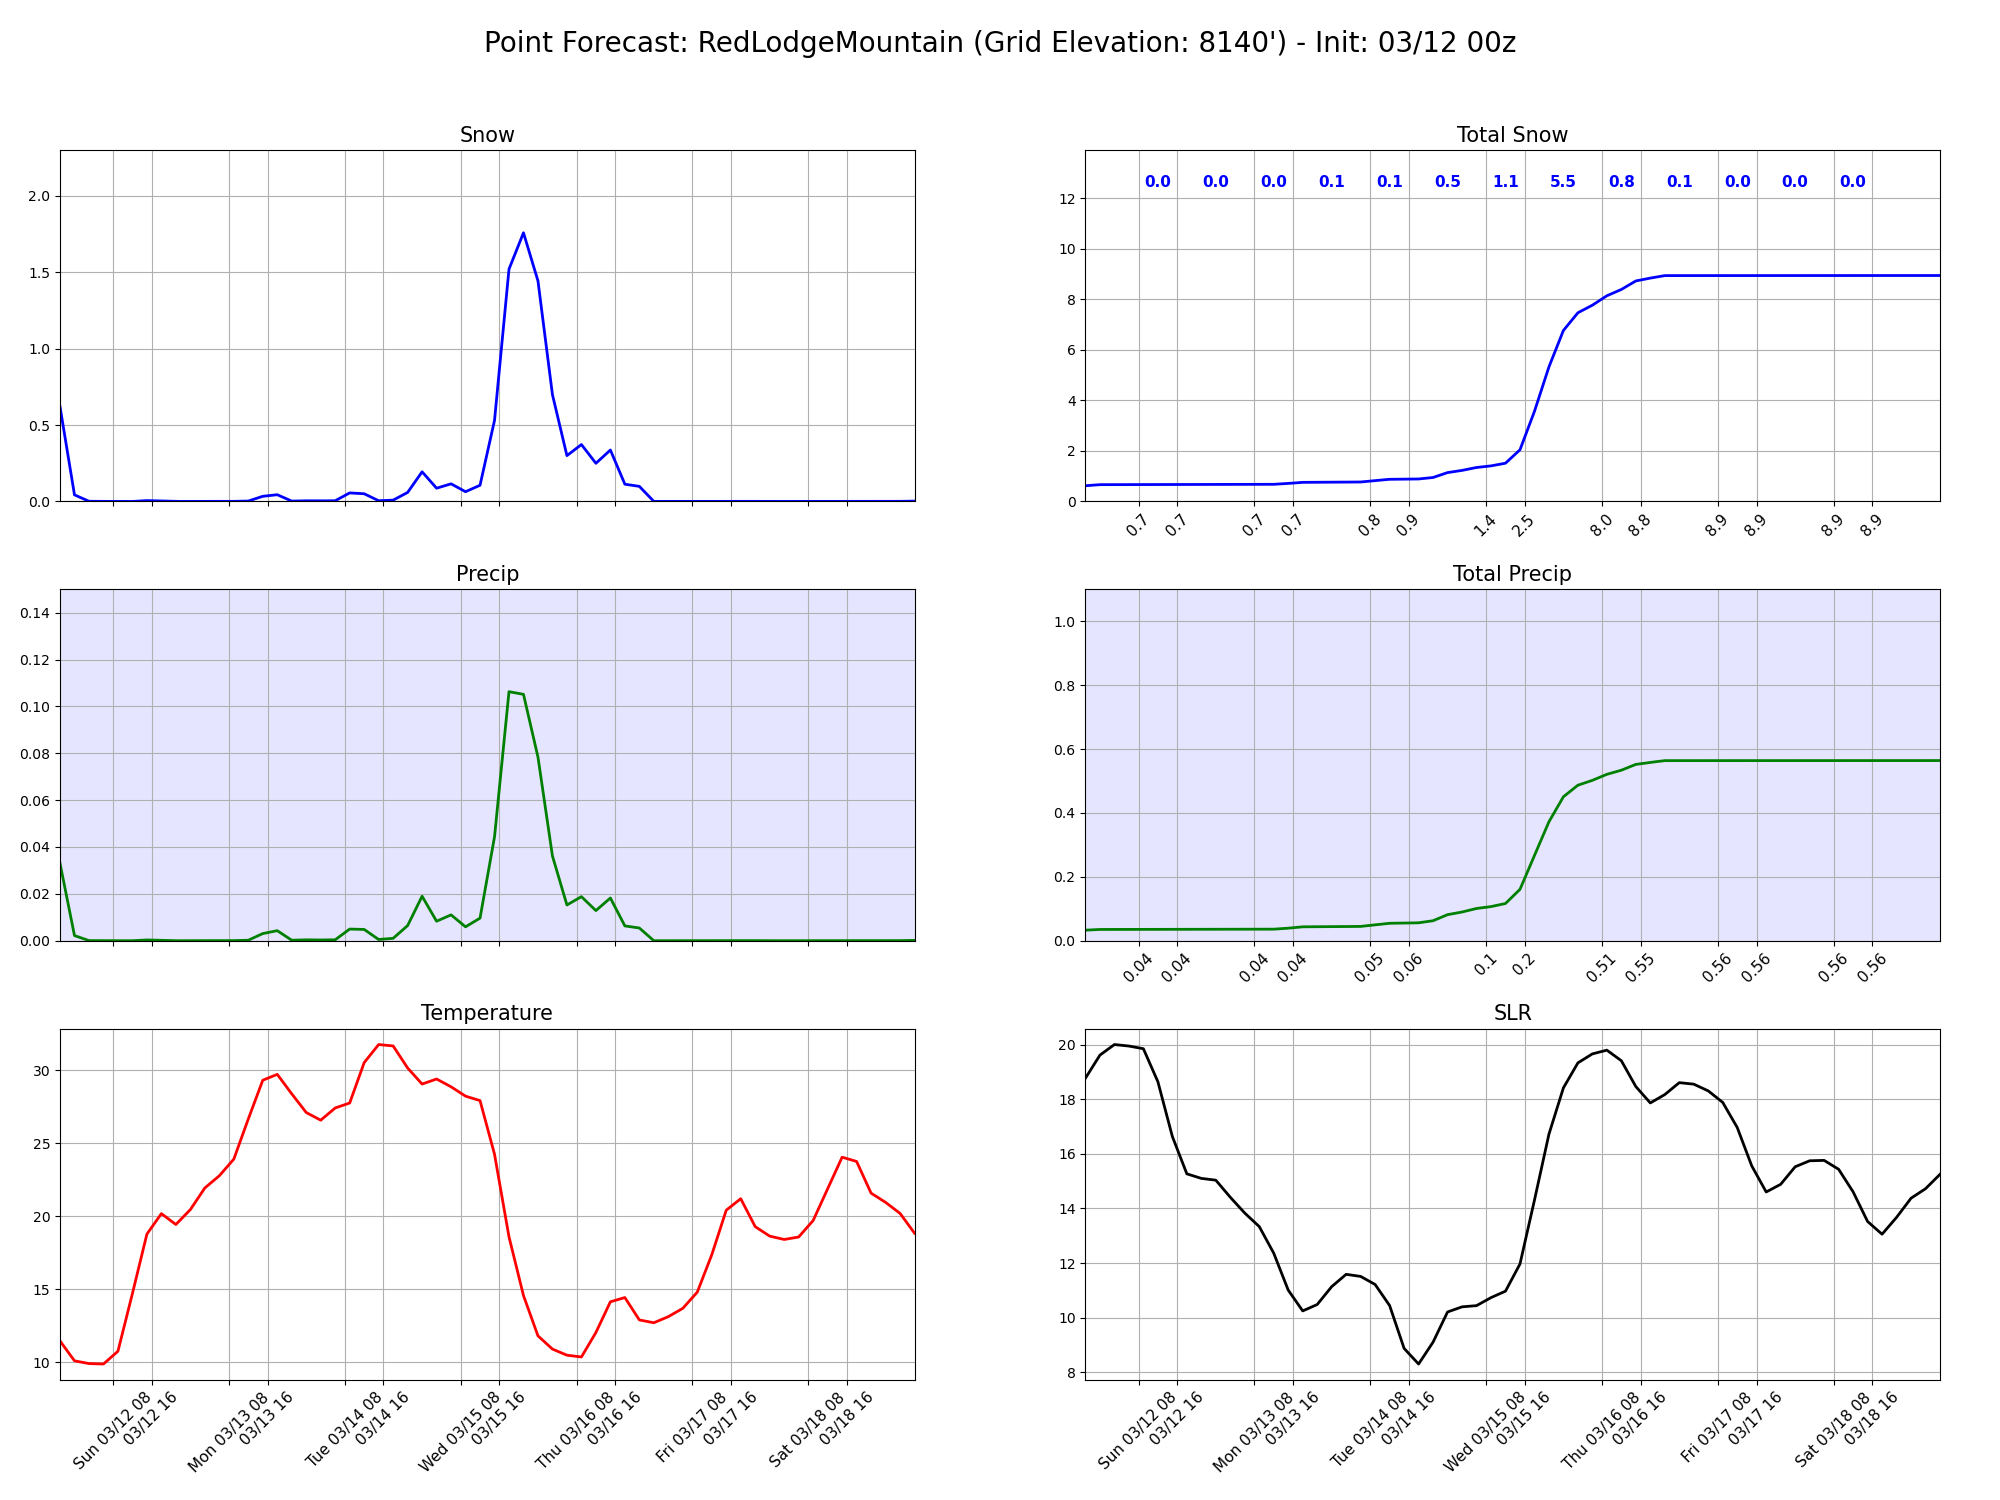 Point Forecast: RedLodgeMountain (Grid Elevation: 8140') - Init: 03/12 00z
Snow
2.0
1.5
1.0
0.5
0.0
Total Snow
0.0 0.0 0.0 0.1 0.1 0.5 1.1 5.5 0.8 0.1 0.0 0.0 0.0
12
10
8
6
4
2
0
0.7 0.7 0.7 0.7 0.8 0.9 1.4 2.5 8.0 8.8 8.9 8.9 8.9 8.9
Precip
0.14
0.12
0.10
0.08
0.06
0.04
0.02
0.00
Total Precip
1.0
0.8
0.6
0.4
0.2
0.0
0.04 0.04 0.04 0.04 0.05 0.06 0.1 0.2 0.51 0.55 0.56 0.56 0.56 0.56
Temperature
30
25
20
15
10
Sun 03/12 08
03/12 16
Mon 03/13 08
03/13 16
Tue 03/14 08
03/14 16
Wed 03/15 08
03/15 16
Thu 03/16 08
03/16 16
Fri 03/17 08
03/17 16
Sat 03/18 08
03/18 16
SLR
20
18
16
14
12
10
8
Sun 03/12 08
03/12 16
Mon 03/13 08
03/13 16
Tue 03/14 08
03/14 16
Wed 03/15 08
03/15 16
Thu 03/16 08
03/16 16
Fri 03/17 08
03/17 16
Sat 03/18 08
03/18 16